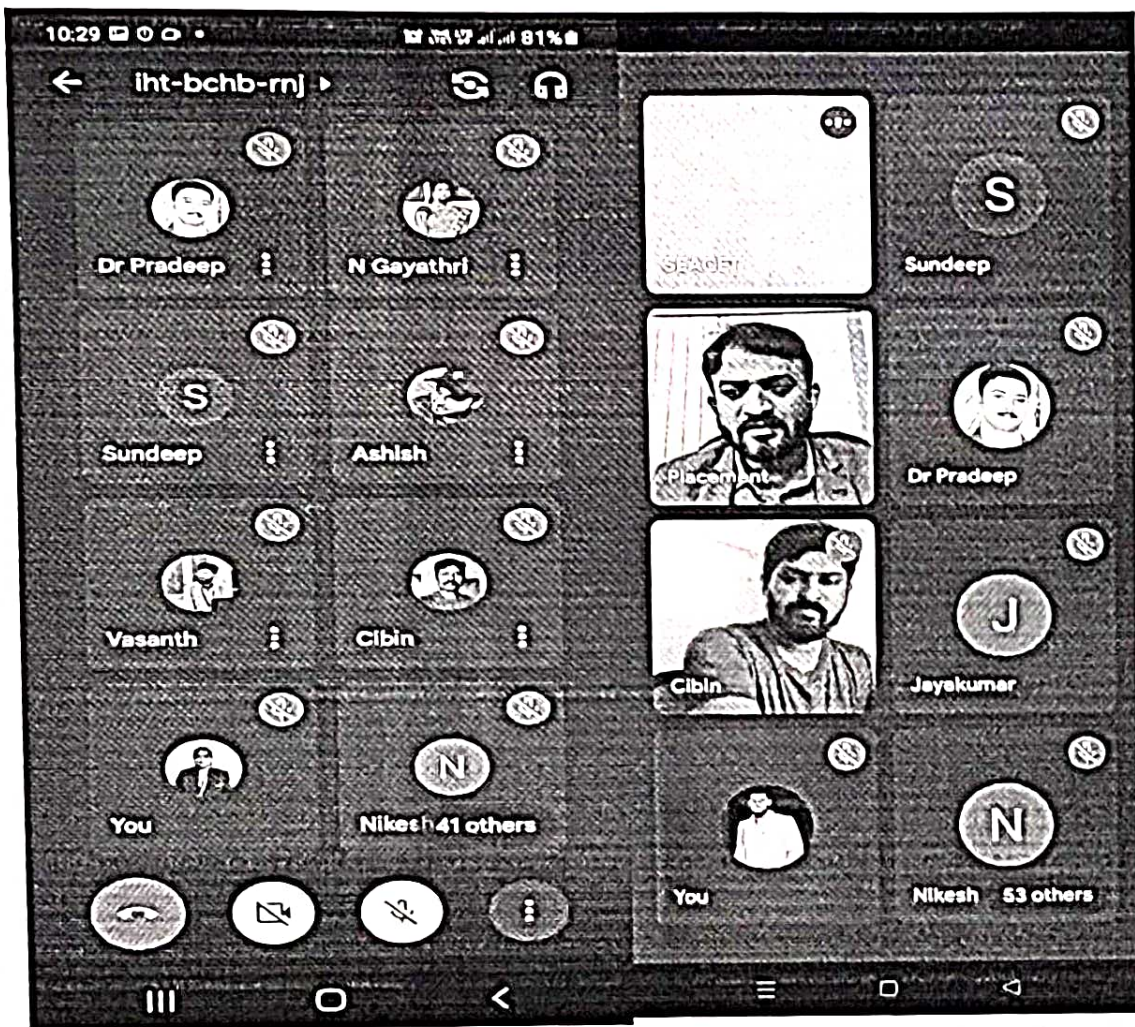 10:29 81%
iht-bchb-rnj
Dr Pradeep N Gayathri
Sundeep Ashish
Vasanth Cibin
N
You Nikesh 41 others
S
S
Sundeep
Placement Dr Pradeep
J
Cibin Jayakumar
N
You Nikesh 53 others